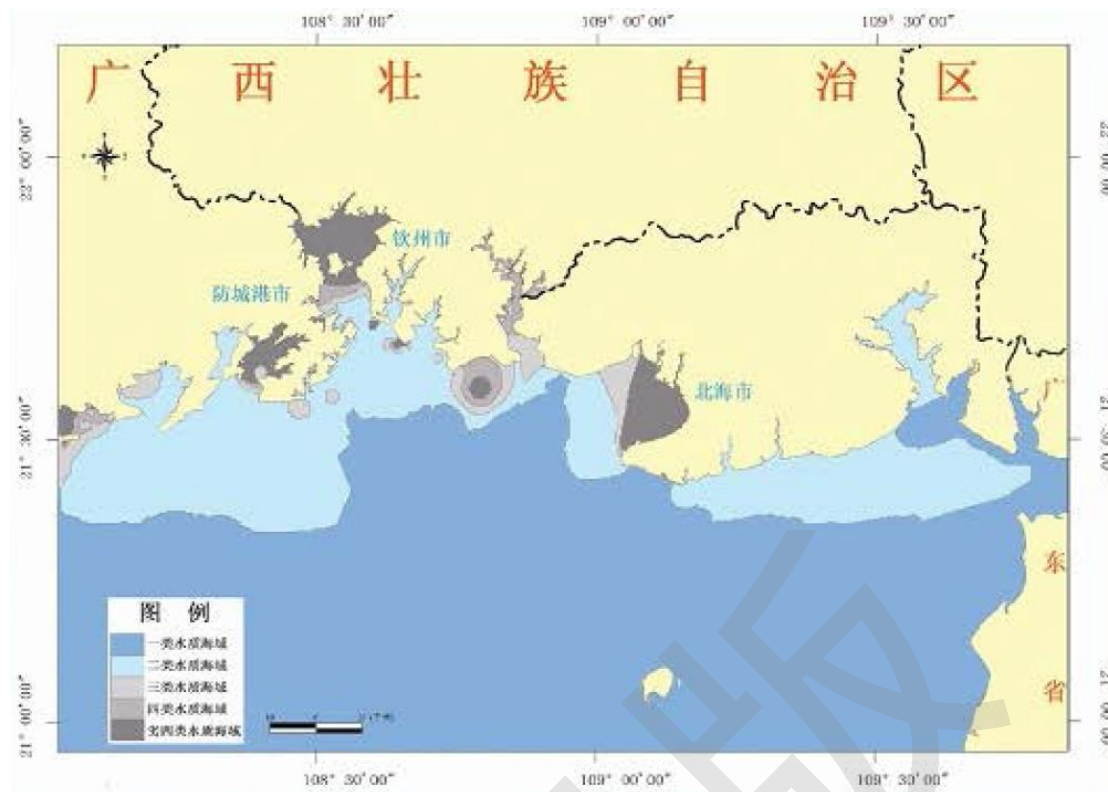 108° 30′ 00″ 109° 00′ 00″ 109° 30′ 00″
广西壮族自治区
22° 00′ 00″
钦州市
防城港市
北海市
广
21° 30′ 00″
东
省
图 例
一类水质海域
二类水质海域
三类水质海域
四类水质海域
劣四类水质海域
21° 00′ 00″
108° 30′ 00″ 109° 00′ 00″ 109° 30′ 00″
版